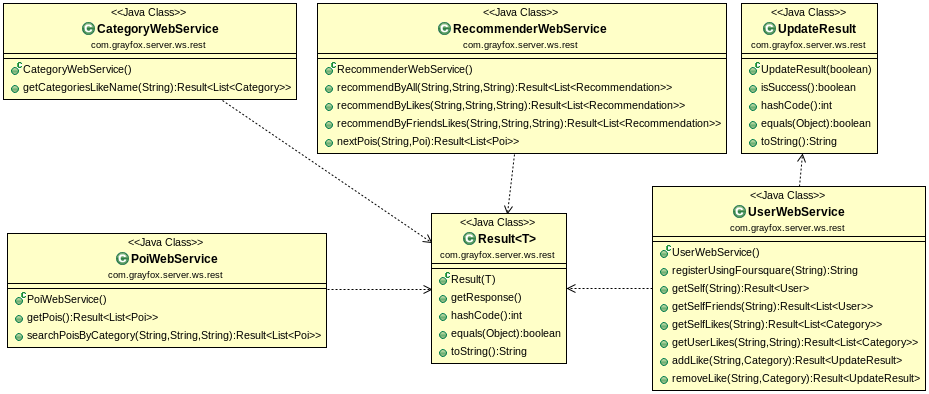 <<Java Class>>
CategoryWebService
com.grayfox.server.ws.rest
CategoryWebService()
getCategoriesLikeName(String):Result<List<Category>>
<<Java Class>>
RecommenderWebService
com.grayfox.server.ws.rest
RecommenderWebService()
recommendByAll(String,String,String):Result<List<Recommendation>>
recommendByLikes(String,String,String):Result<List<Recommendation>>
recommendByFriendsLikes(String,String,String):Result<List<Recommendation>>
nextPois(String,Poi):Result<List<Poi>>
<<Java Class>>
UpdateResult
com.grayfox.server.ws.rest
UpdateResult(boolean)
isSuccess():boolean
hashCode():int
equals(Object):boolean
toString():String
<<Java Class>>
PoiWebService
com.grayfox.server.ws.rest
PoiWebService()
getPois():Result<List<Poi>>
searchPoisByCategory(String,String,String):Result<List<Poi>>
<<Java Class>>
Result<T>
com.grayfox.server.ws.rest
Result(T)
getResponse()
hashCode():int
equals(Object):boolean
toString():String
<<Java Class>>
UserWebService
com.grayfox.server.ws.rest
UserWebService()
registerUsingFoursquare(String):String
getSelf(String):Result<User>
getSelfFriends(String):Result<List<User>>
getSelfLikes(String):Result<List<Category>>
getUserLikes(String,String):Result<List<Category>>
addLike(String,Category):Result<UpdateResult>
removeLike(String,Category):Result<UpdateResult>